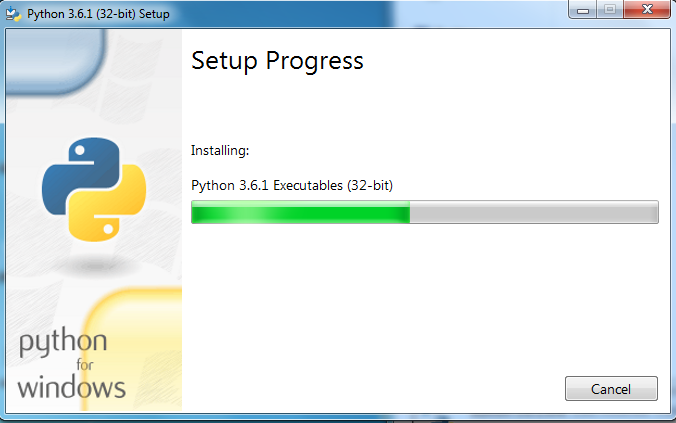 Python 3.6.1 (32-bit) Setup
Setup Progress
Installing:
Python 3.6.1 Executables (32-bit)
python
for
windows
Cancel